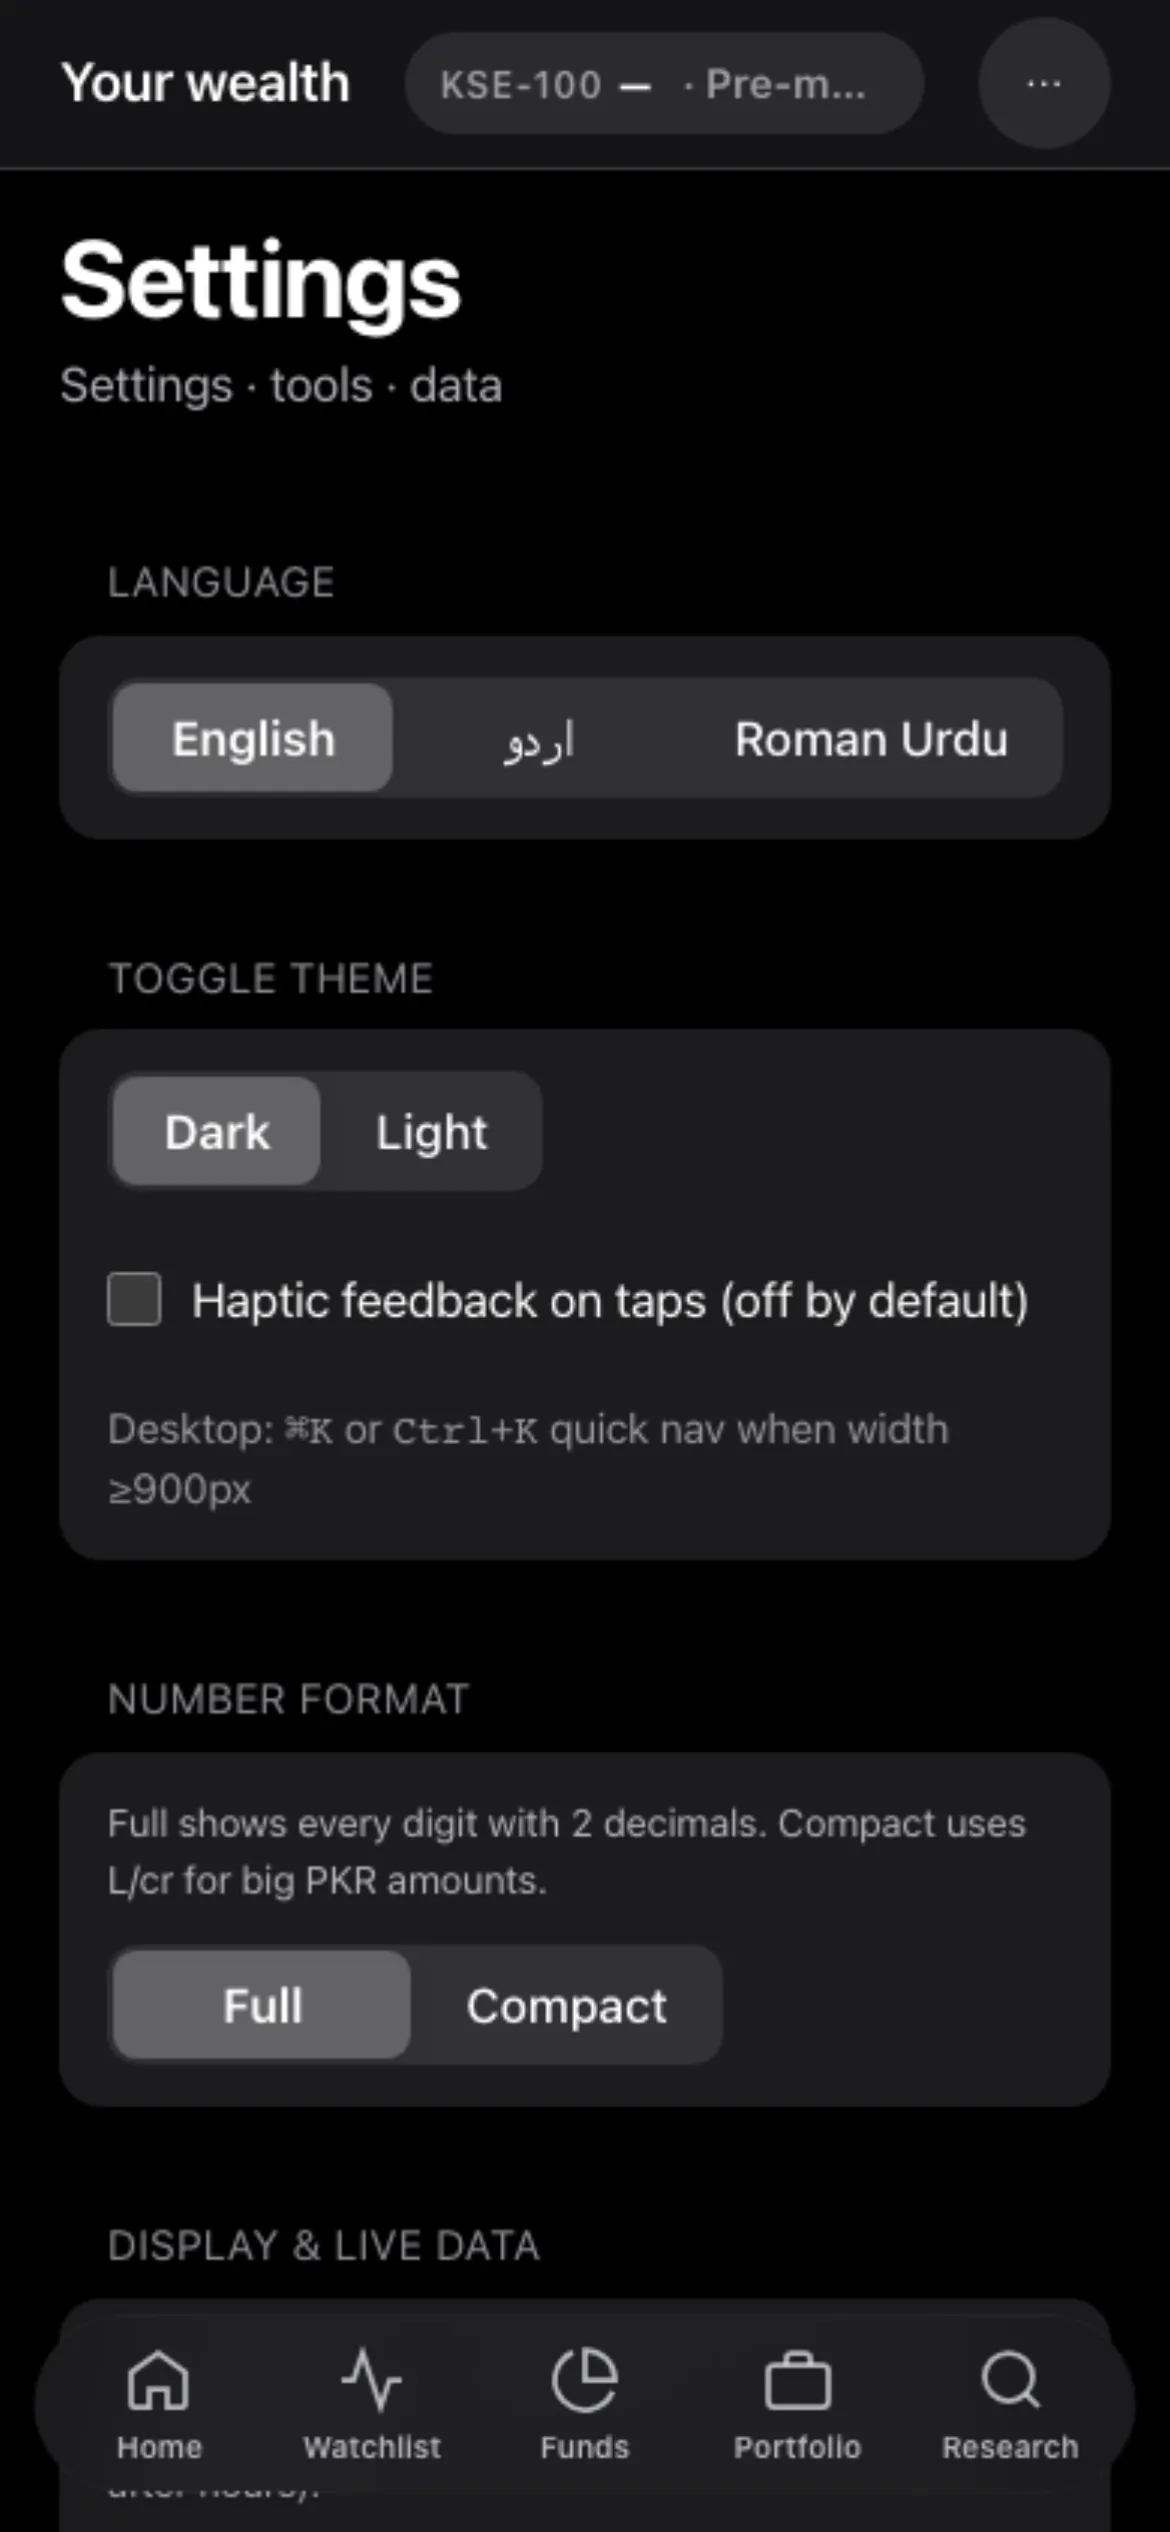 Your wealth
KSE-100 — · Pre-m...
...
Settings
Settings · tools · data
LANGUAGE
English
اردو
Roman Urdu
TOGGLE THEME
Dark
Light
Haptic feedback on taps (off by default)
Desktop: ⌘K or Ctrl+K quick nav when width
≥900px
NUMBER FORMAT
Full shows every digit with 2 decimals. Compact uses
L/cr for big PKR amounts.
Full
Compact
DISPLAY & LIVE DATA
Home
Watchlist
Funds
Portfolio
Research